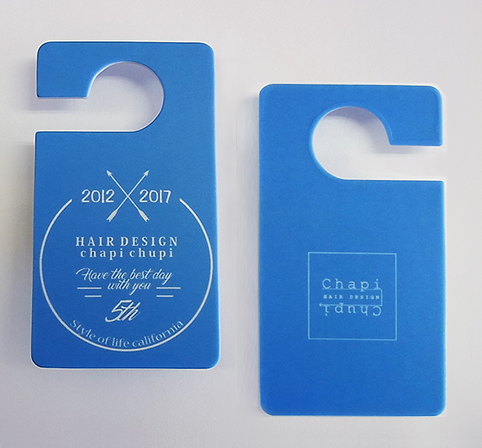 2012 2017
HAIR DESIGN
chapi chupi
Have the best day
with you
5th
Style of life california
Chapi
HAIR DESIGN
Chupi.